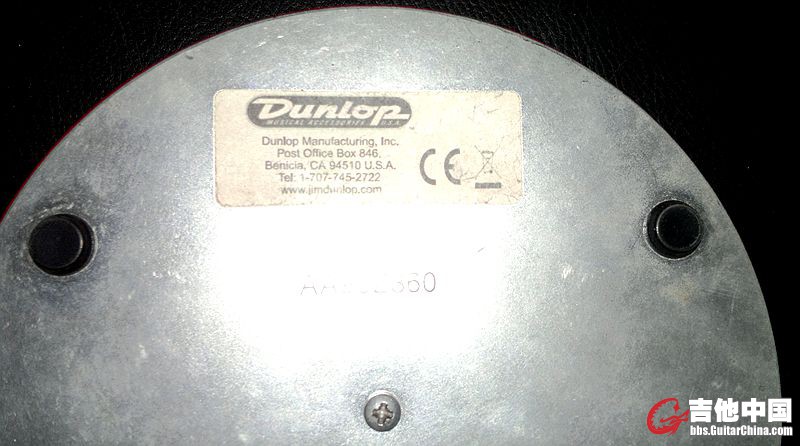 Dunlop
MUSICAL ACCESSORIES U.S.A.
Dunlop Manufacturing, Inc.
Post Office Box 846,
Benicia, CA 94510 U.S.A.
Tel: 1-707-745-2722
www.jimdunlop.com
CE
吉他中国
bbs.GuitarChina.com